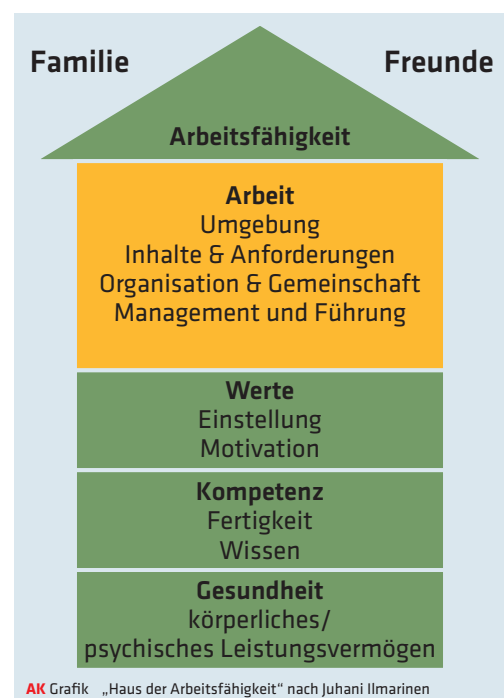 Familie
Freunde
Arbeitsfähigkeit
Arbeit
Umgebung
Inhalte & Anforderungen
Organisation & Gemeinschaft
Management und Führung
Werte
Einstellung
Motivation
Kompetenz
Fertigkeit
Wissen
Gesundheit
körperliches/
psychisches Leistungsvermögen
AK Grafik „Haus der Arbeitsfähigkeit“ nach Juhani Ilmarinen